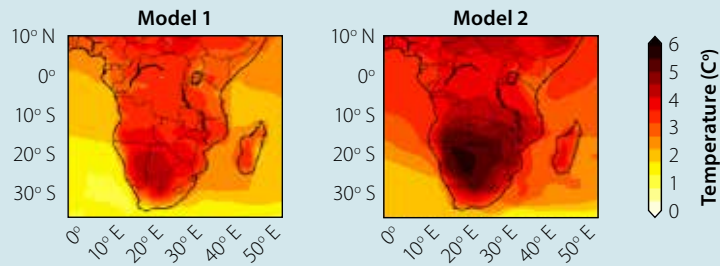 Model 1
10° N
0°
10° S
20° S
30° S
0°
10° E
20° E
30° E
40° E
50° E
Model 2
10° N
0°
10° S
20° S
30° S
0°
10° E
20° E
30° E
40° E
50° E
6
5
4
3
2
1
0
Temperature (C°)